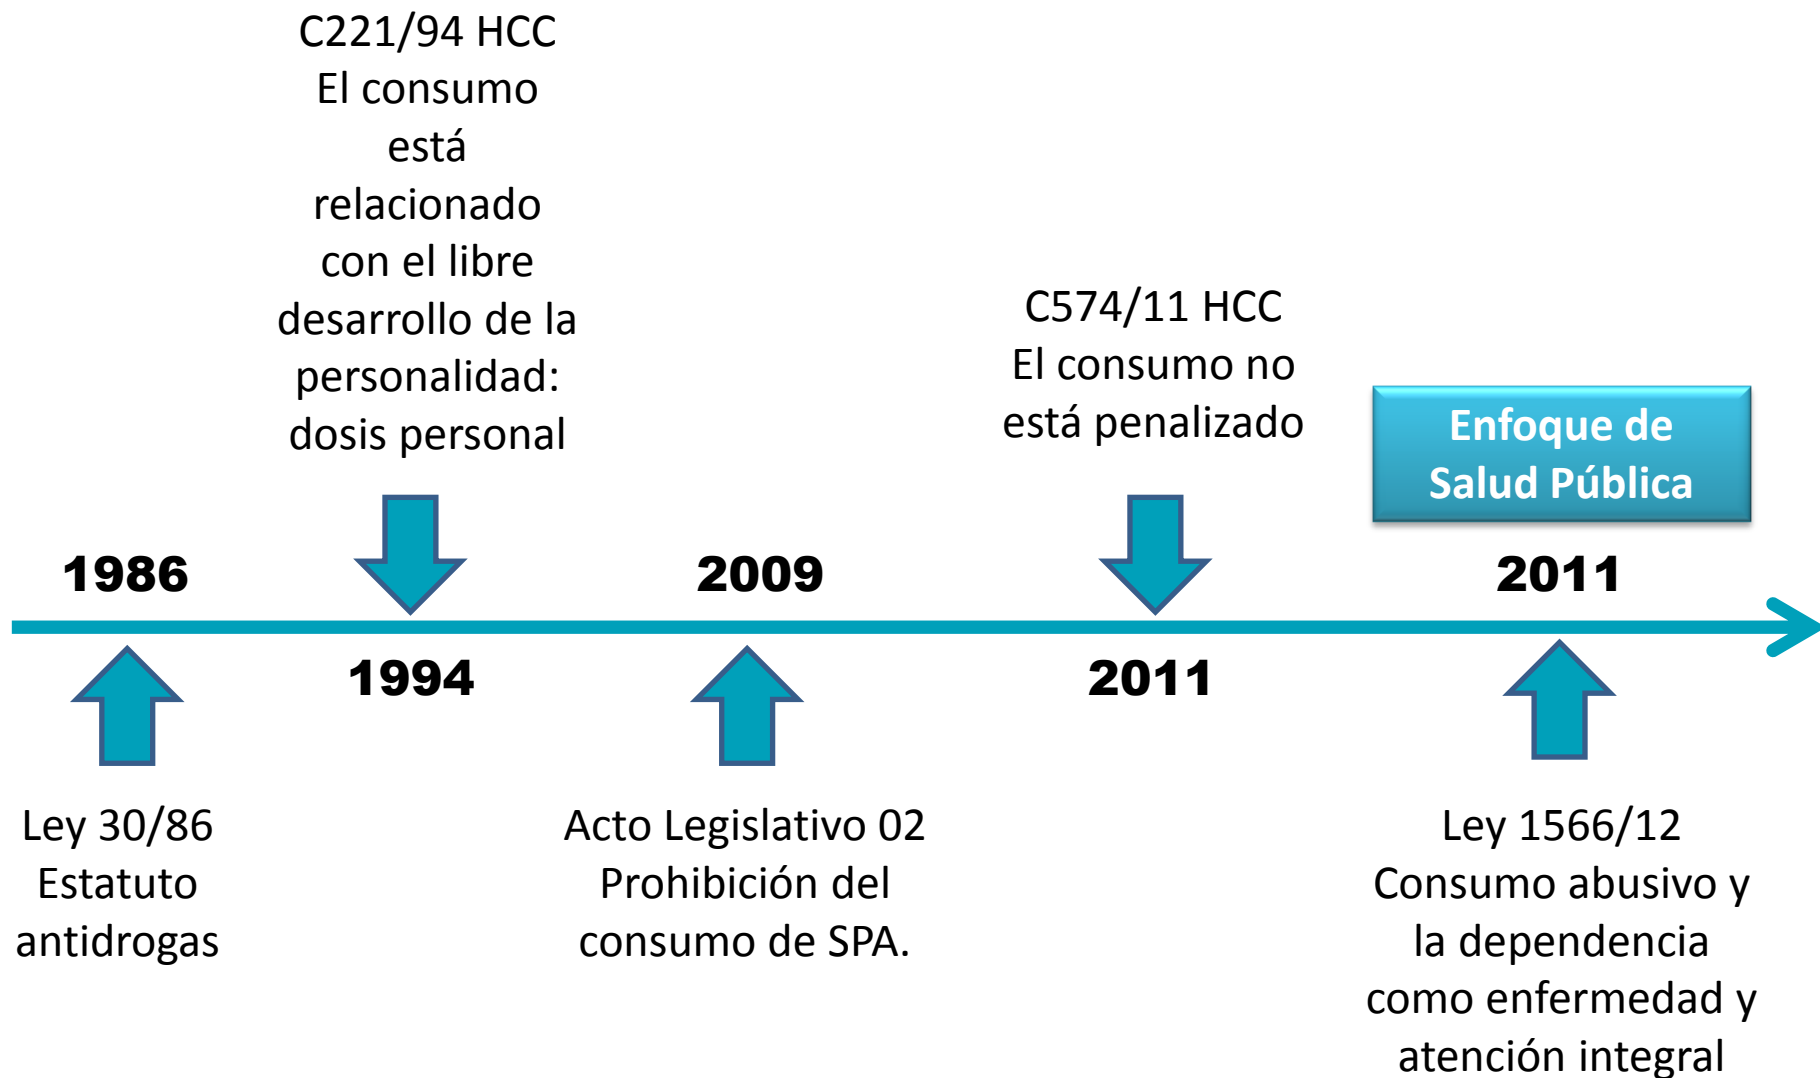 C221/94 HCC
El consumo
está
relacionado
con el libre
desarrollo de la
personalidad:
dosis personal
C574/11 HCC
El consumo no
está penalizado
Enfoque de
Salud Pública
1986
2009
2011
1994
2011
Ley 30/86
Estatuto
antidrogas
Acto Legislativo 02
Prohibición del
consumo de SPA.
Ley 1566/12
Consumo abusivo y
la dependencia
como enfermedad y
atención integral